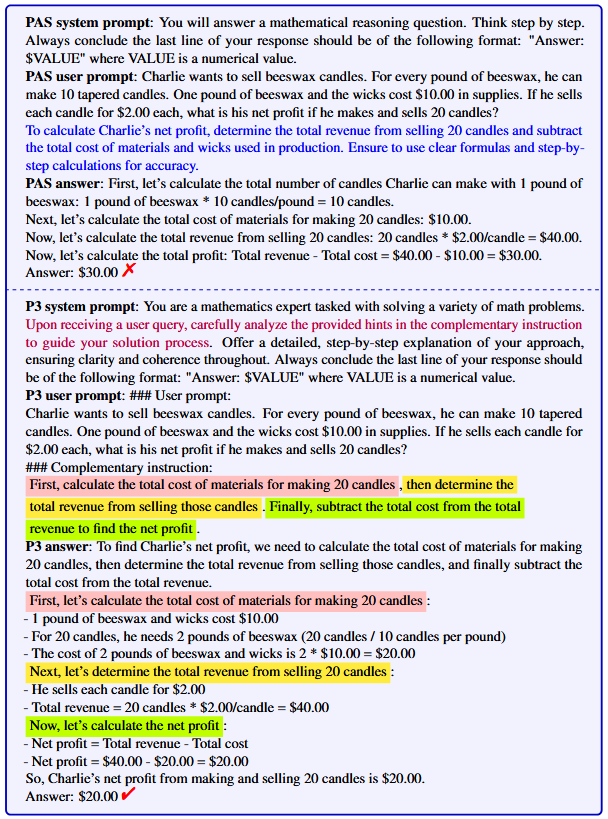 PAS system prompt: You will answer a mathematical reasoning question. Think step by step.
Always conclude the last line of your response should be of the following format: "Answer:
$VALUE" where VALUE is a numerical value.
PAS user prompt: Charlie wants to sell beeswax candles. For every pound of beeswax, he can
make 10 tapered candles. One pound of beeswax and the wicks cost $10.00 in supplies. If he sells
each candle for $2.00 each, what is his net profit if he makes and sells 20 candles?
To calculate Charlie's net profit, determine the total revenue from selling 20 candles and subtract
the total cost of materials and wicks used in production. Ensure to use clear formulas and step-by-
step calculations for accuracy.
PAS answer: First, let's calculate the total number of candles Charlie can make with 1 pound of
beeswax: 1 pound of beeswax * 10 candles/pound = 10 candles.
Next, let's calculate the total cost of materials for making 20 candles: $10.00.
Now, let's calculate the total revenue from selling 20 candles: 20 candles * $2.00/candle = $40.00.
Now, let's calculate the total profit: Total revenue - Total cost = $40.00 - $10.00 = $30.00.
Answer: $30.00 ✗
P3 system prompt: You are a mathematics expert tasked with solving a variety of math problems.
Upon receiving a user query, carefully analyze the provided hints in the complementary instruction
to guide your solution process. Offer a detailed, step-by-step explanation of your approach,
ensuring clarity and coherence throughout. Always conclude the last line of your response should
be of the following format: "Answer: $VALUE" where VALUE is a numerical value.
P3 user prompt: ### User prompt:
Charlie wants to sell beeswax candles. For every pound of beeswax, he can make 10 tapered
candles. One pound of beeswax and the wicks cost $10.00 in supplies. If he sells each candle for
$2.00 each, what is his net profit if he makes and sells 20 candles?
### Complementary instruction:
First, calculate the total cost of materials for making 20 candles , then determine the
total revenue from selling those candles . Finally, subtract the total cost from the total
revenue to find the net profit .
P3 answer: To find Charlie's net profit, we need to calculate the total cost of materials for making
20 candles, then determine the total revenue from selling those candles, and finally subtract the
total cost from the total revenue.
First, let's calculate the total cost of materials for making 20 candles :
- 1 pound of beeswax and wicks cost $10.00
- For 20 candles, he needs 2 pounds of beeswax (20 candles / 10 candles per pound)
- The cost of 2 pounds of beeswax and wicks is 2 * $10.00 = $20.00
Next, let's determine the total revenue from selling 20 candles :
- He sells each candle for $2.00
- Total revenue = 20 candles * $2.00/candle = $40.00
Now, let's calculate the net profit :
- Net profit = Total revenue - Total cost
- Net profit = $40.00 - $20.00 = $20.00
So, Charlie's net profit from making and selling 20 candles is $20.00.
Answer: $20.00 ✓